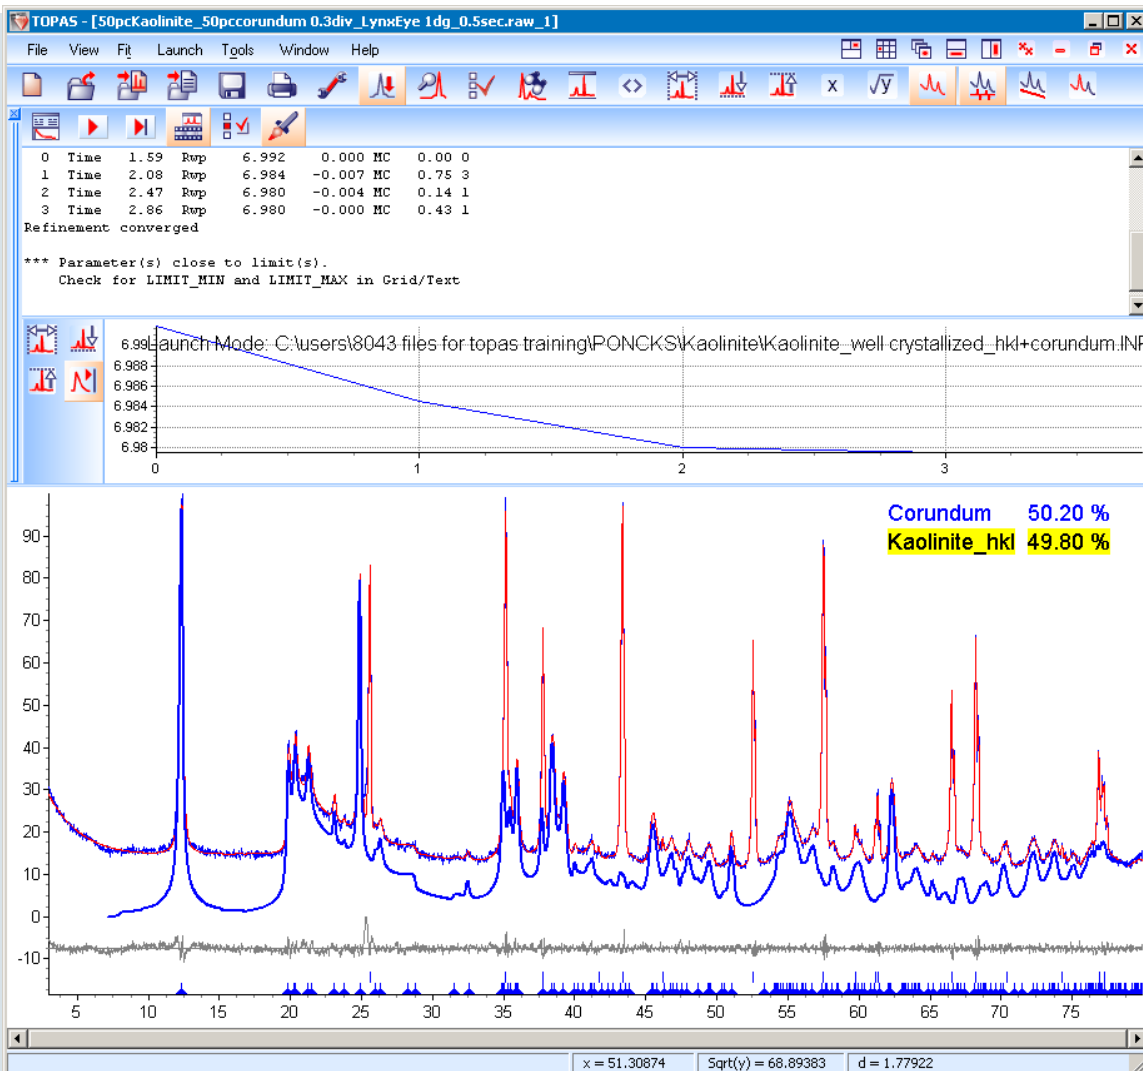 TOPAS - [50pcKaolinite_50pccorundum 0.3div_LynxEye 1dg_0.5sec.raw_1]
File View Fit Launch Tools Window Help
<> x √y
0 Time 1.59 Rwp 6.992 0.000 MC 0.00 0
1 Time 2.08 Rwp 6.984 -0.007 MC 0.75 3
2 Time 2.47 Rwp 6.980 -0.004 MC 0.14 1
3 Time 2.86 Rwp 6.980 -0.000 MC 0.43 1
Refinement converged
*** Parameter(s) close to limit(s).
Check for LIMIT_MIN and LIMIT_MAX in Grid/Text
6.99
Launch Mode: C:\users\8043 files for topas training\PONCKS\Kaolinite\Kaolinite_well crystallized_hkl+corundum.INP
6.988
6.986
6.984
6.982
6.98
0 1 2 3
Corundum 50.20 %
Kaolinite_hkl 49.80 %
90
80
70
60
50
40
30
20
10
0
-10
5 10 15 20 25 30 35 40 45 50 55 60 65 70 75
x = 51.30874 Sqrt(y) = 68.89383 d = 1.77922